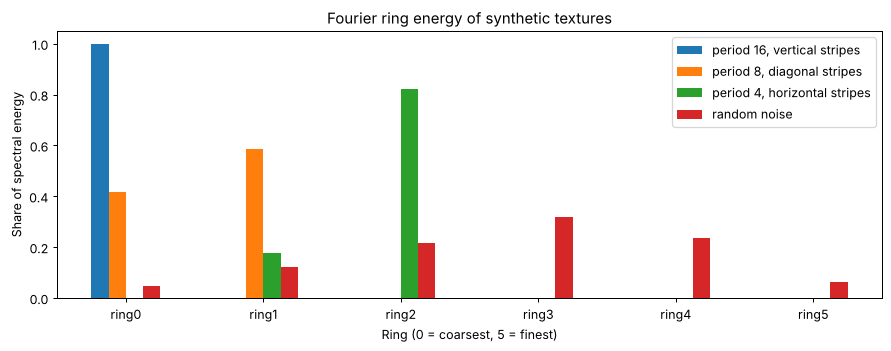 Fourier ring energy of synthetic textures
period 16, vertical stripes
period 8, diagonal stripes
period 4, horizontal stripes
random noise
Share of spectral energy
1.0
0.8
0.6
0.4
0.2
0.0
ring0 ring1 ring2 ring3 ring4 ring5
Ring (0 = coarsest, 5 = finest)